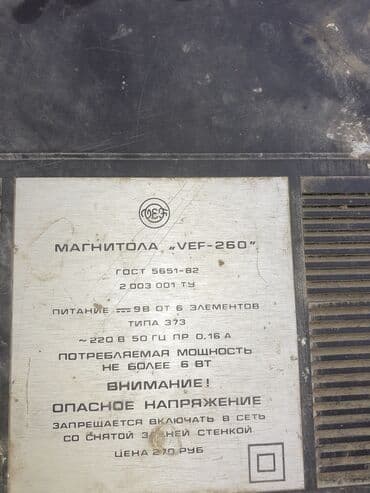 VEF
МАГНИТОЛА „VEF-260"
ГОСТ 5651-82
2 003 001 ТУ
ПИТАНИЕ ⎓ 9В ОТ 6 ЭЛЕМЕНТОВ
ТИПА 373
~ 220 В 50 ГЦ ПР 0.16 А
ПОТРЕБЛЯЕМАЯ МОЩНОСТЬ
НЕ БОЛЕЕ 6 ВТ
ВНИМАНИЕ!
ОПАСНОЕ НАПРЯЖЕНИЕ
ЗАПРЕЩАЕТСЯ ВКЛЮЧАТЬ В СЕТЬ
СО СНЯТОЙ ЗАДНЕЙ СТЕНКОЙ
ЦЕНА 270 РУБ